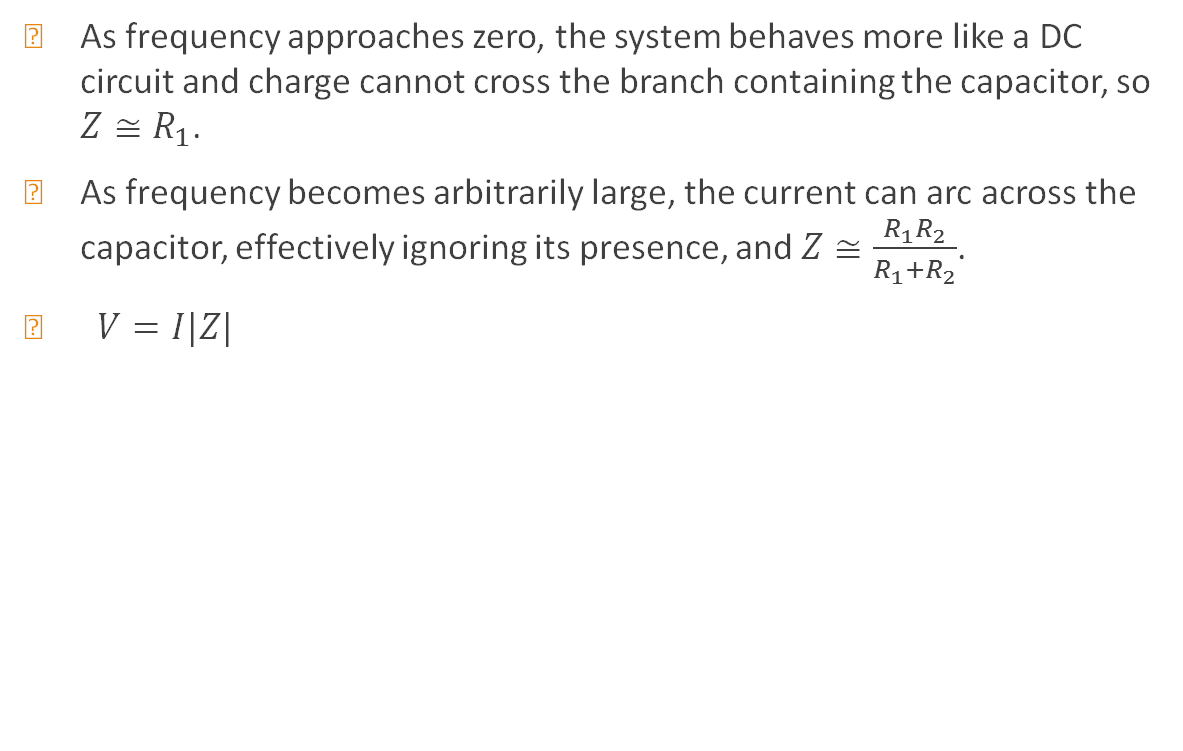 ⍰ As frequency approaches zero, the system behaves more like a DC
circuit and charge cannot cross the branch containing the capacitor, so
Z ≅ R₁.
⍰ As frequency becomes arbitrarily large, the current can arc across the
capacitor, effectively ignoring its presence, and Z ≅ R₁R₂/R₁+R₂.
⍰ V = I|Z|